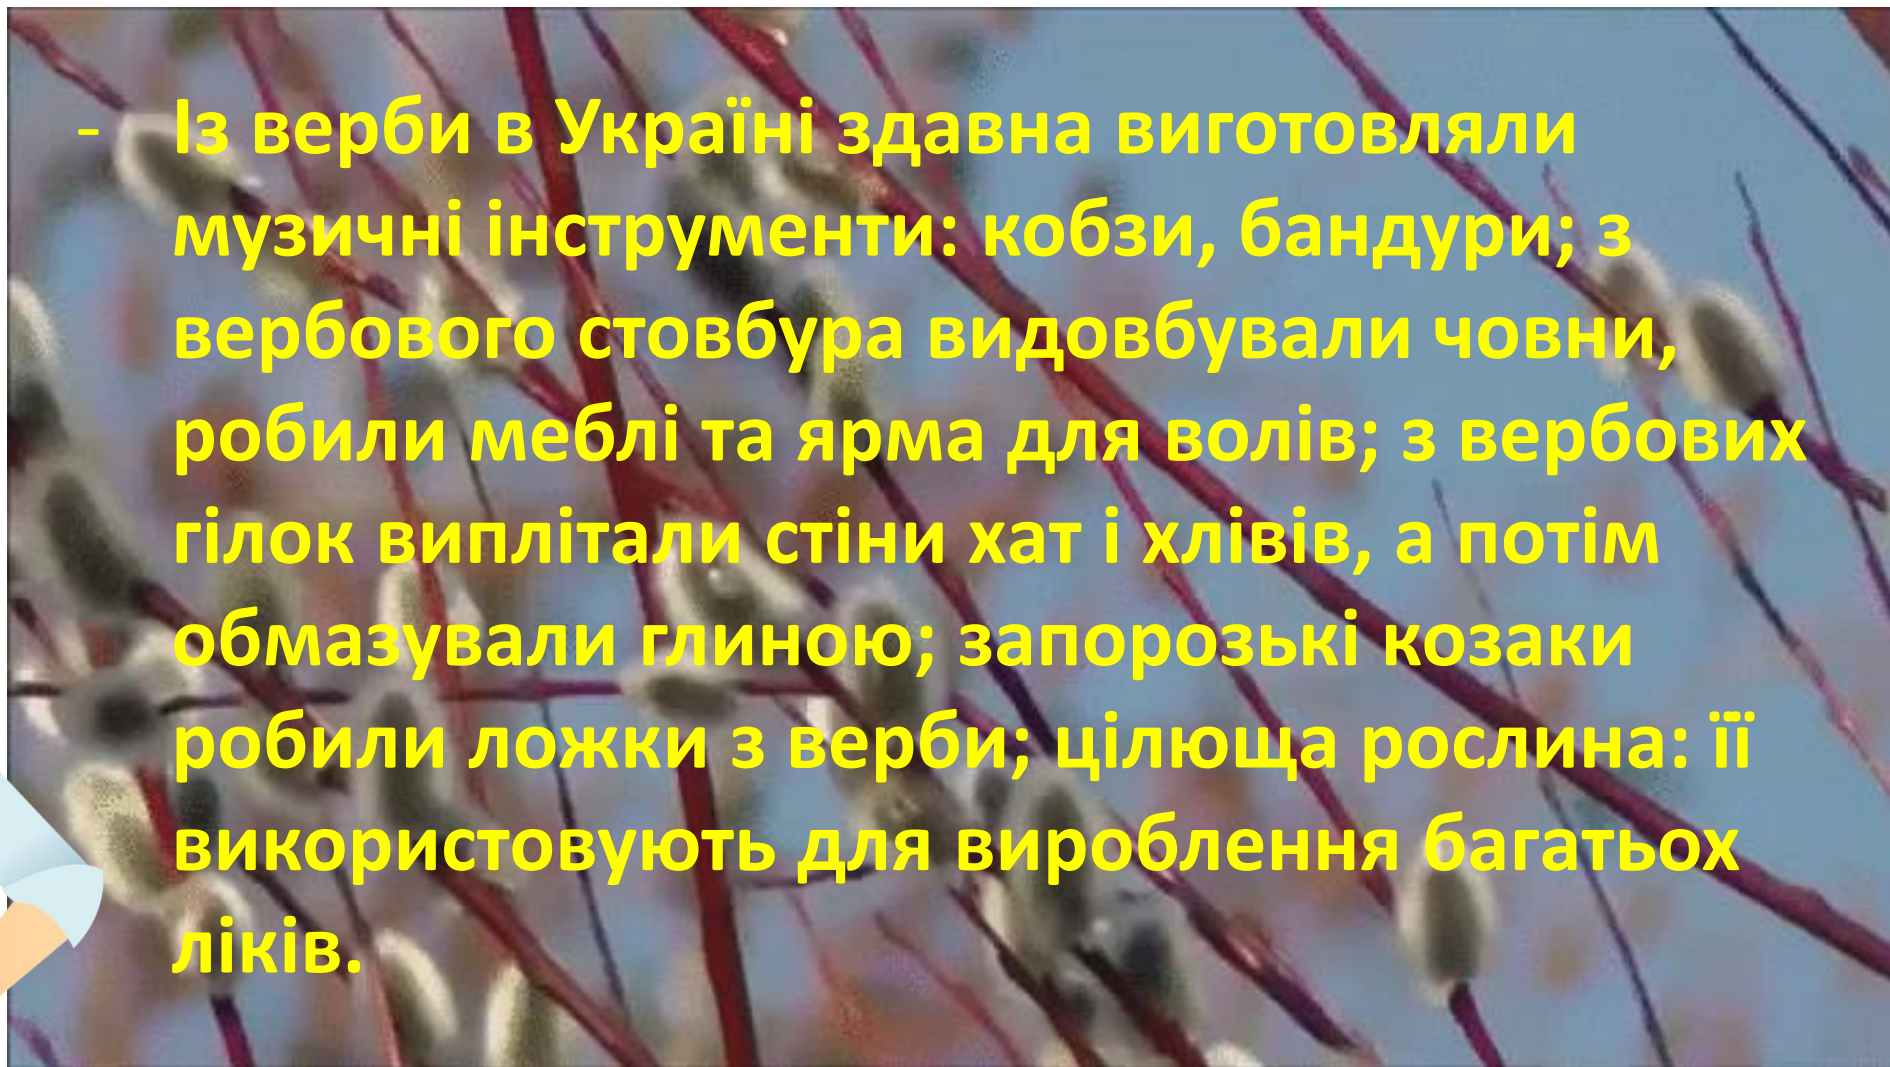 - Із верби в Україні здавна виготовляли
музичні інструменти: кобзи, бандури; з
вербового стовбура видовбували човни,
робили меблі та ярма для волів; з вербових
гілок виплітали стіни хат і хлівів, а потім
обмазували глиною; запорозькі козаки
робили ложки з верби; цілюща рослина: її
використовують для вироблення багатьох
ліків.